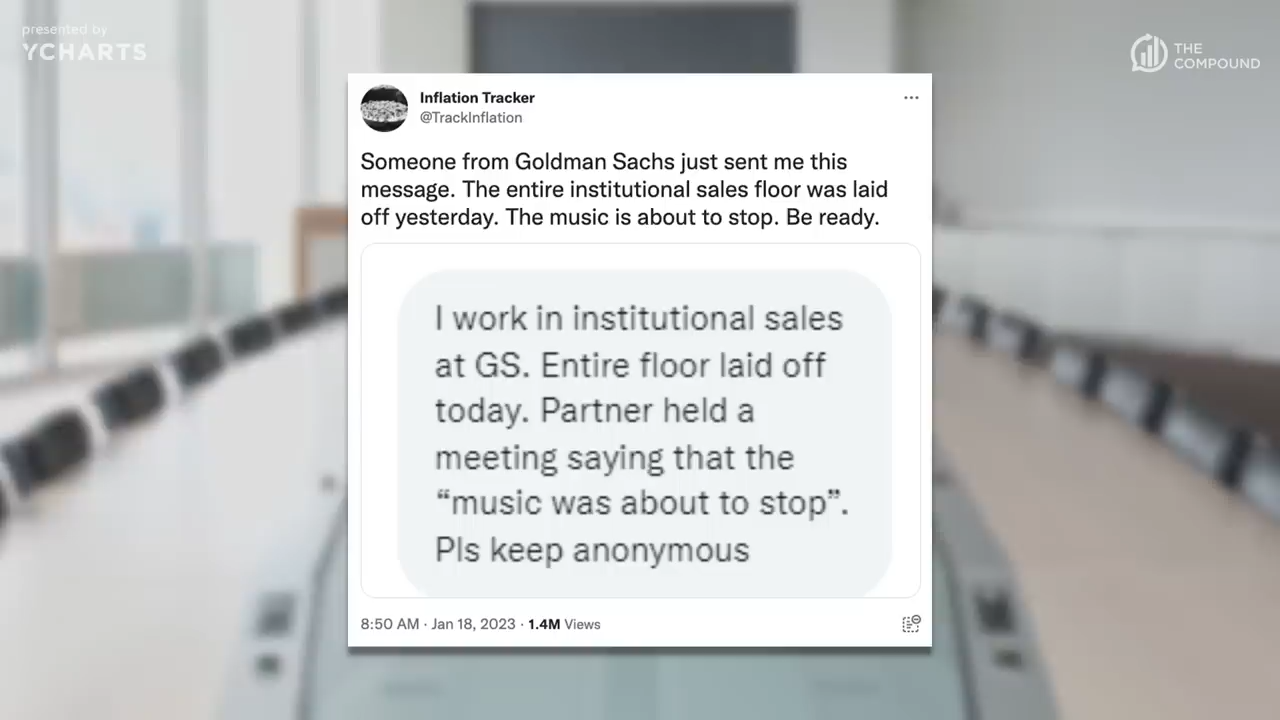 presented by
YCHARTS
THE
COMPOUND
Inflation Tracker
@TrackInflation
Someone from Goldman Sachs just sent me this
message. The entire institutional sales floor was laid
off yesterday. The music is about to stop. Be ready.
I work in institutional sales
at GS. Entire floor laid off
today. Partner held a
meeting saying that the
“music was about to stop”.
Pls keep anonymous
8:50 AM · Jan 18, 2023 · 1.4M Views